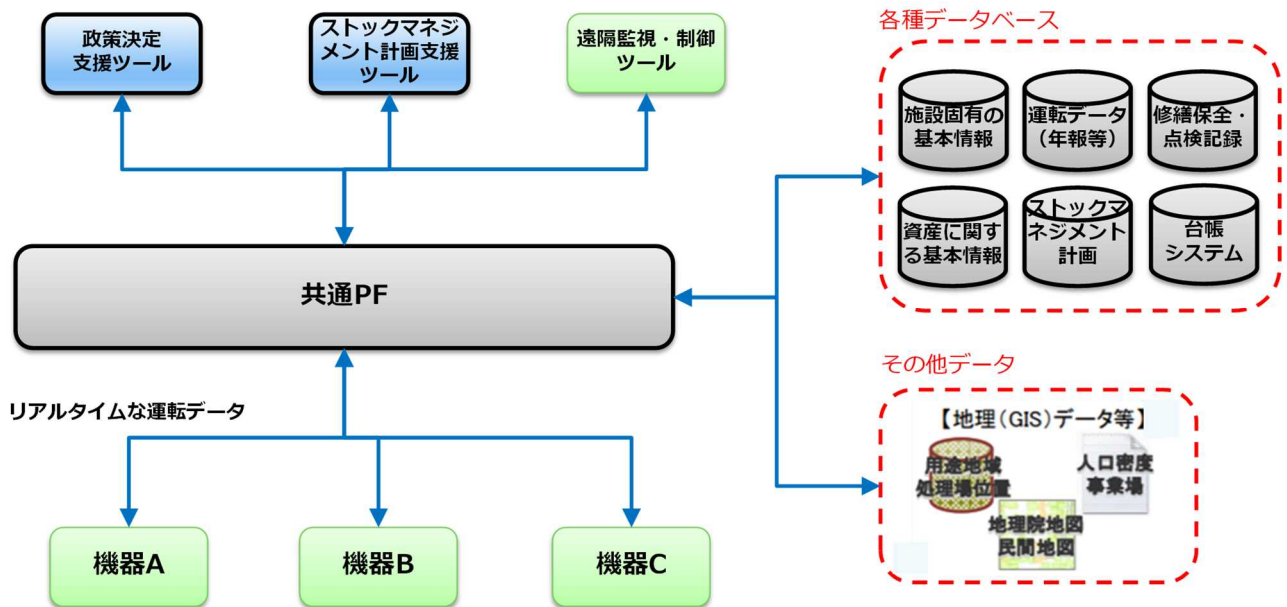 政策決定
支援ツール
ストックマネジ
メント計画支援
ツール
遠隔監視・制御
ツール
各種データベース
施設固有の
基本情報
運転データ
（年報等）
修繕保全・
点検記録
資産に関す
る基本情報
ストックマ
ネジメント
計画
台帳
システム
共通PF
その他データ
【地理（GIS）データ等】
用途地域
処理場位置
人口密度
事業場
地理院地図
民間地図
リアルタイムな運転データ
機器A
機器B
機器C